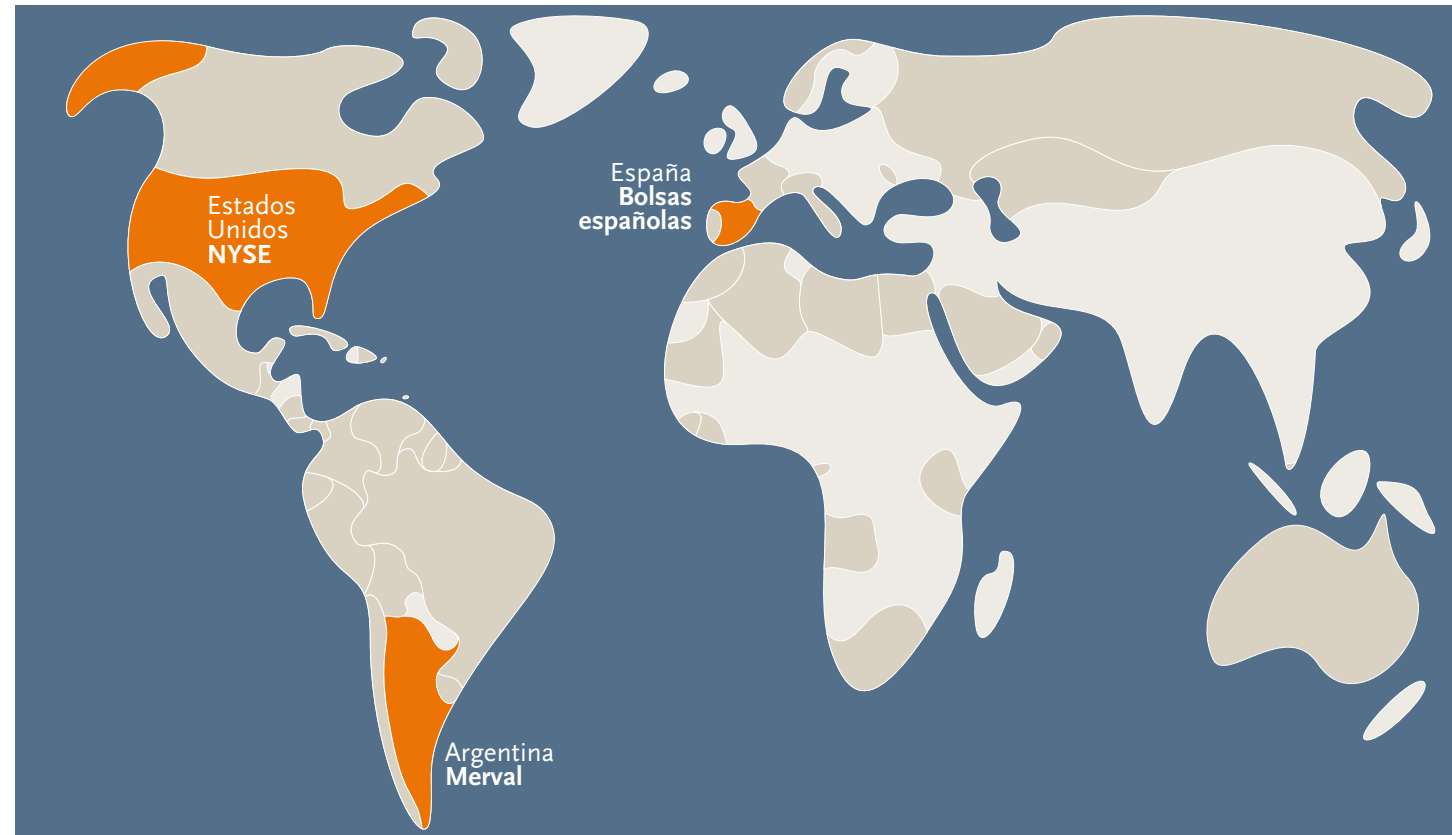 Estados
Unidos
NYSE
España
Bolsas
españolas
Argentina
Merval